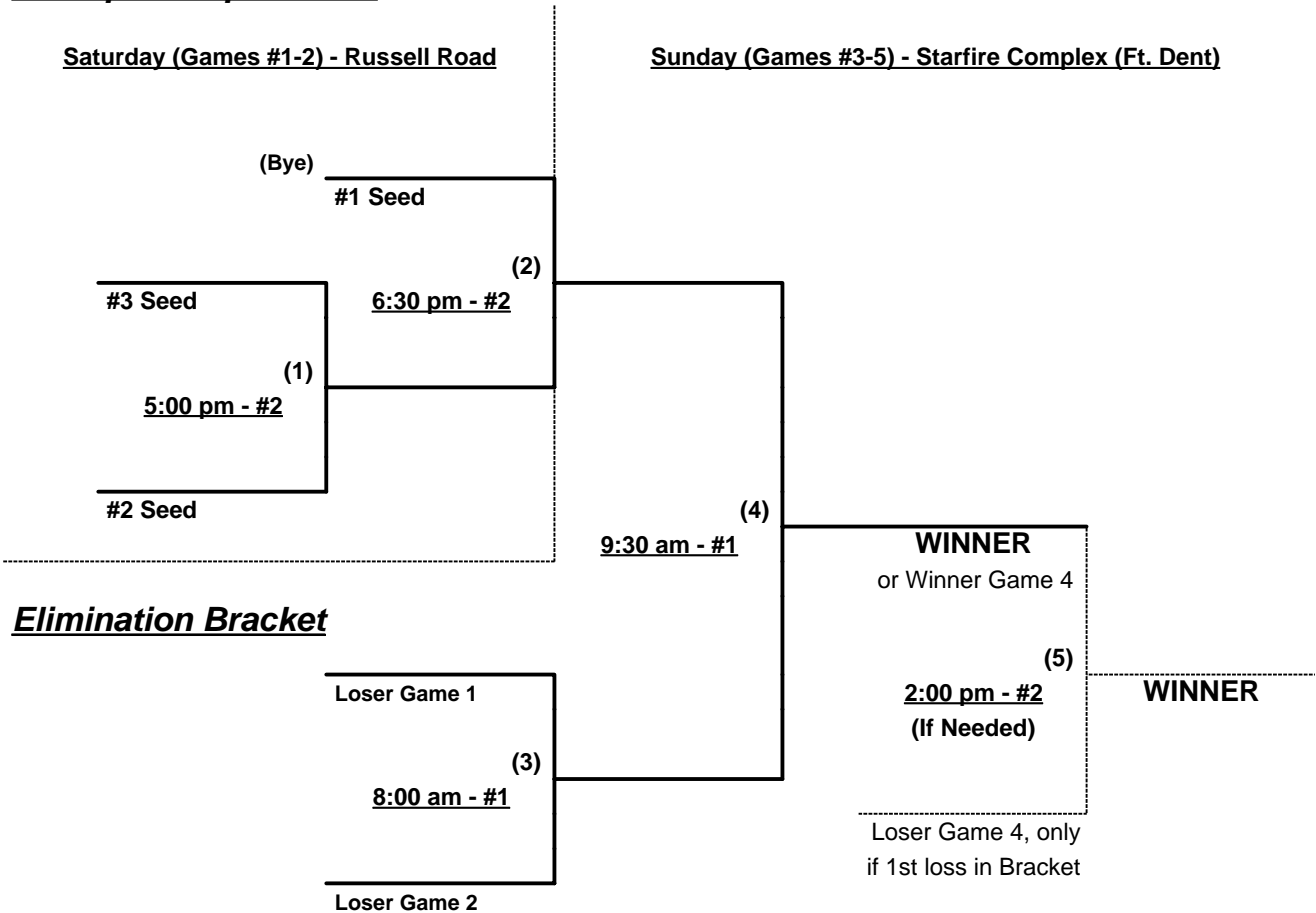 Saturday (Games #1-2) - Russell Road
Sunday (Games #3-5) - Starfire Complex (Ft. Dent)
(Bye)
#1 Seed
(2)
#3 Seed
6:30 pm - #2
(1)
5:00 pm - #2
#2 Seed
(4)
9:30 am - #1
WINNER
or Winner Game 4
Elimination Bracket
(5)
Loser Game 1
2:00 pm - #2
WINNER
(If Needed)
(3)
8:00 am - #1
Loser Game 4, only
if 1st loss in Bracket
Loser Game 2